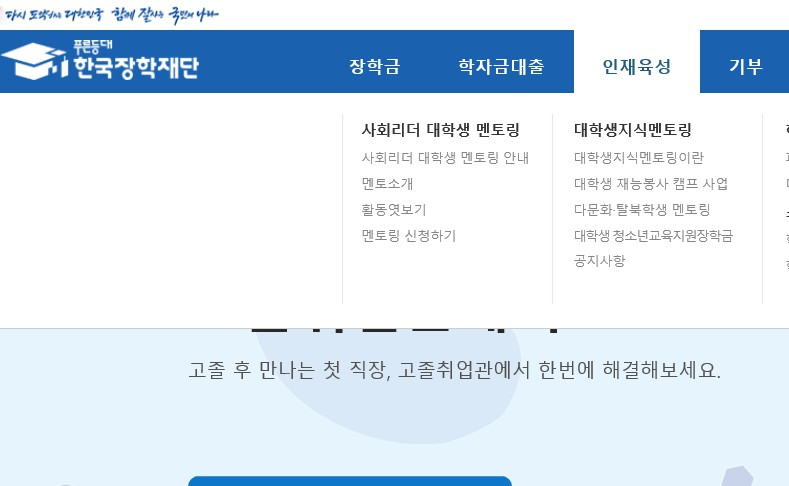 다시 도약하는 대한민국 함께 잘사는 국민의 나라
푸른등대
한국장학재단
장학금 학자금대출 인재육성 기부
사회리더 대학생 멘토링
사회리더 대학생 멘토링 안내
멘토소개
활동엿보기
멘토링 신청하기
대학생지식멘토링
대학생지식멘토링이란
대학생 재능봉사 캠프 사업
다문화·탈북학생 멘토링
대학생 청소년교육지원장학금
공지사항
고졸 후 만나는 첫 직장, 고졸취업관에서 한번에 해결해보세요.